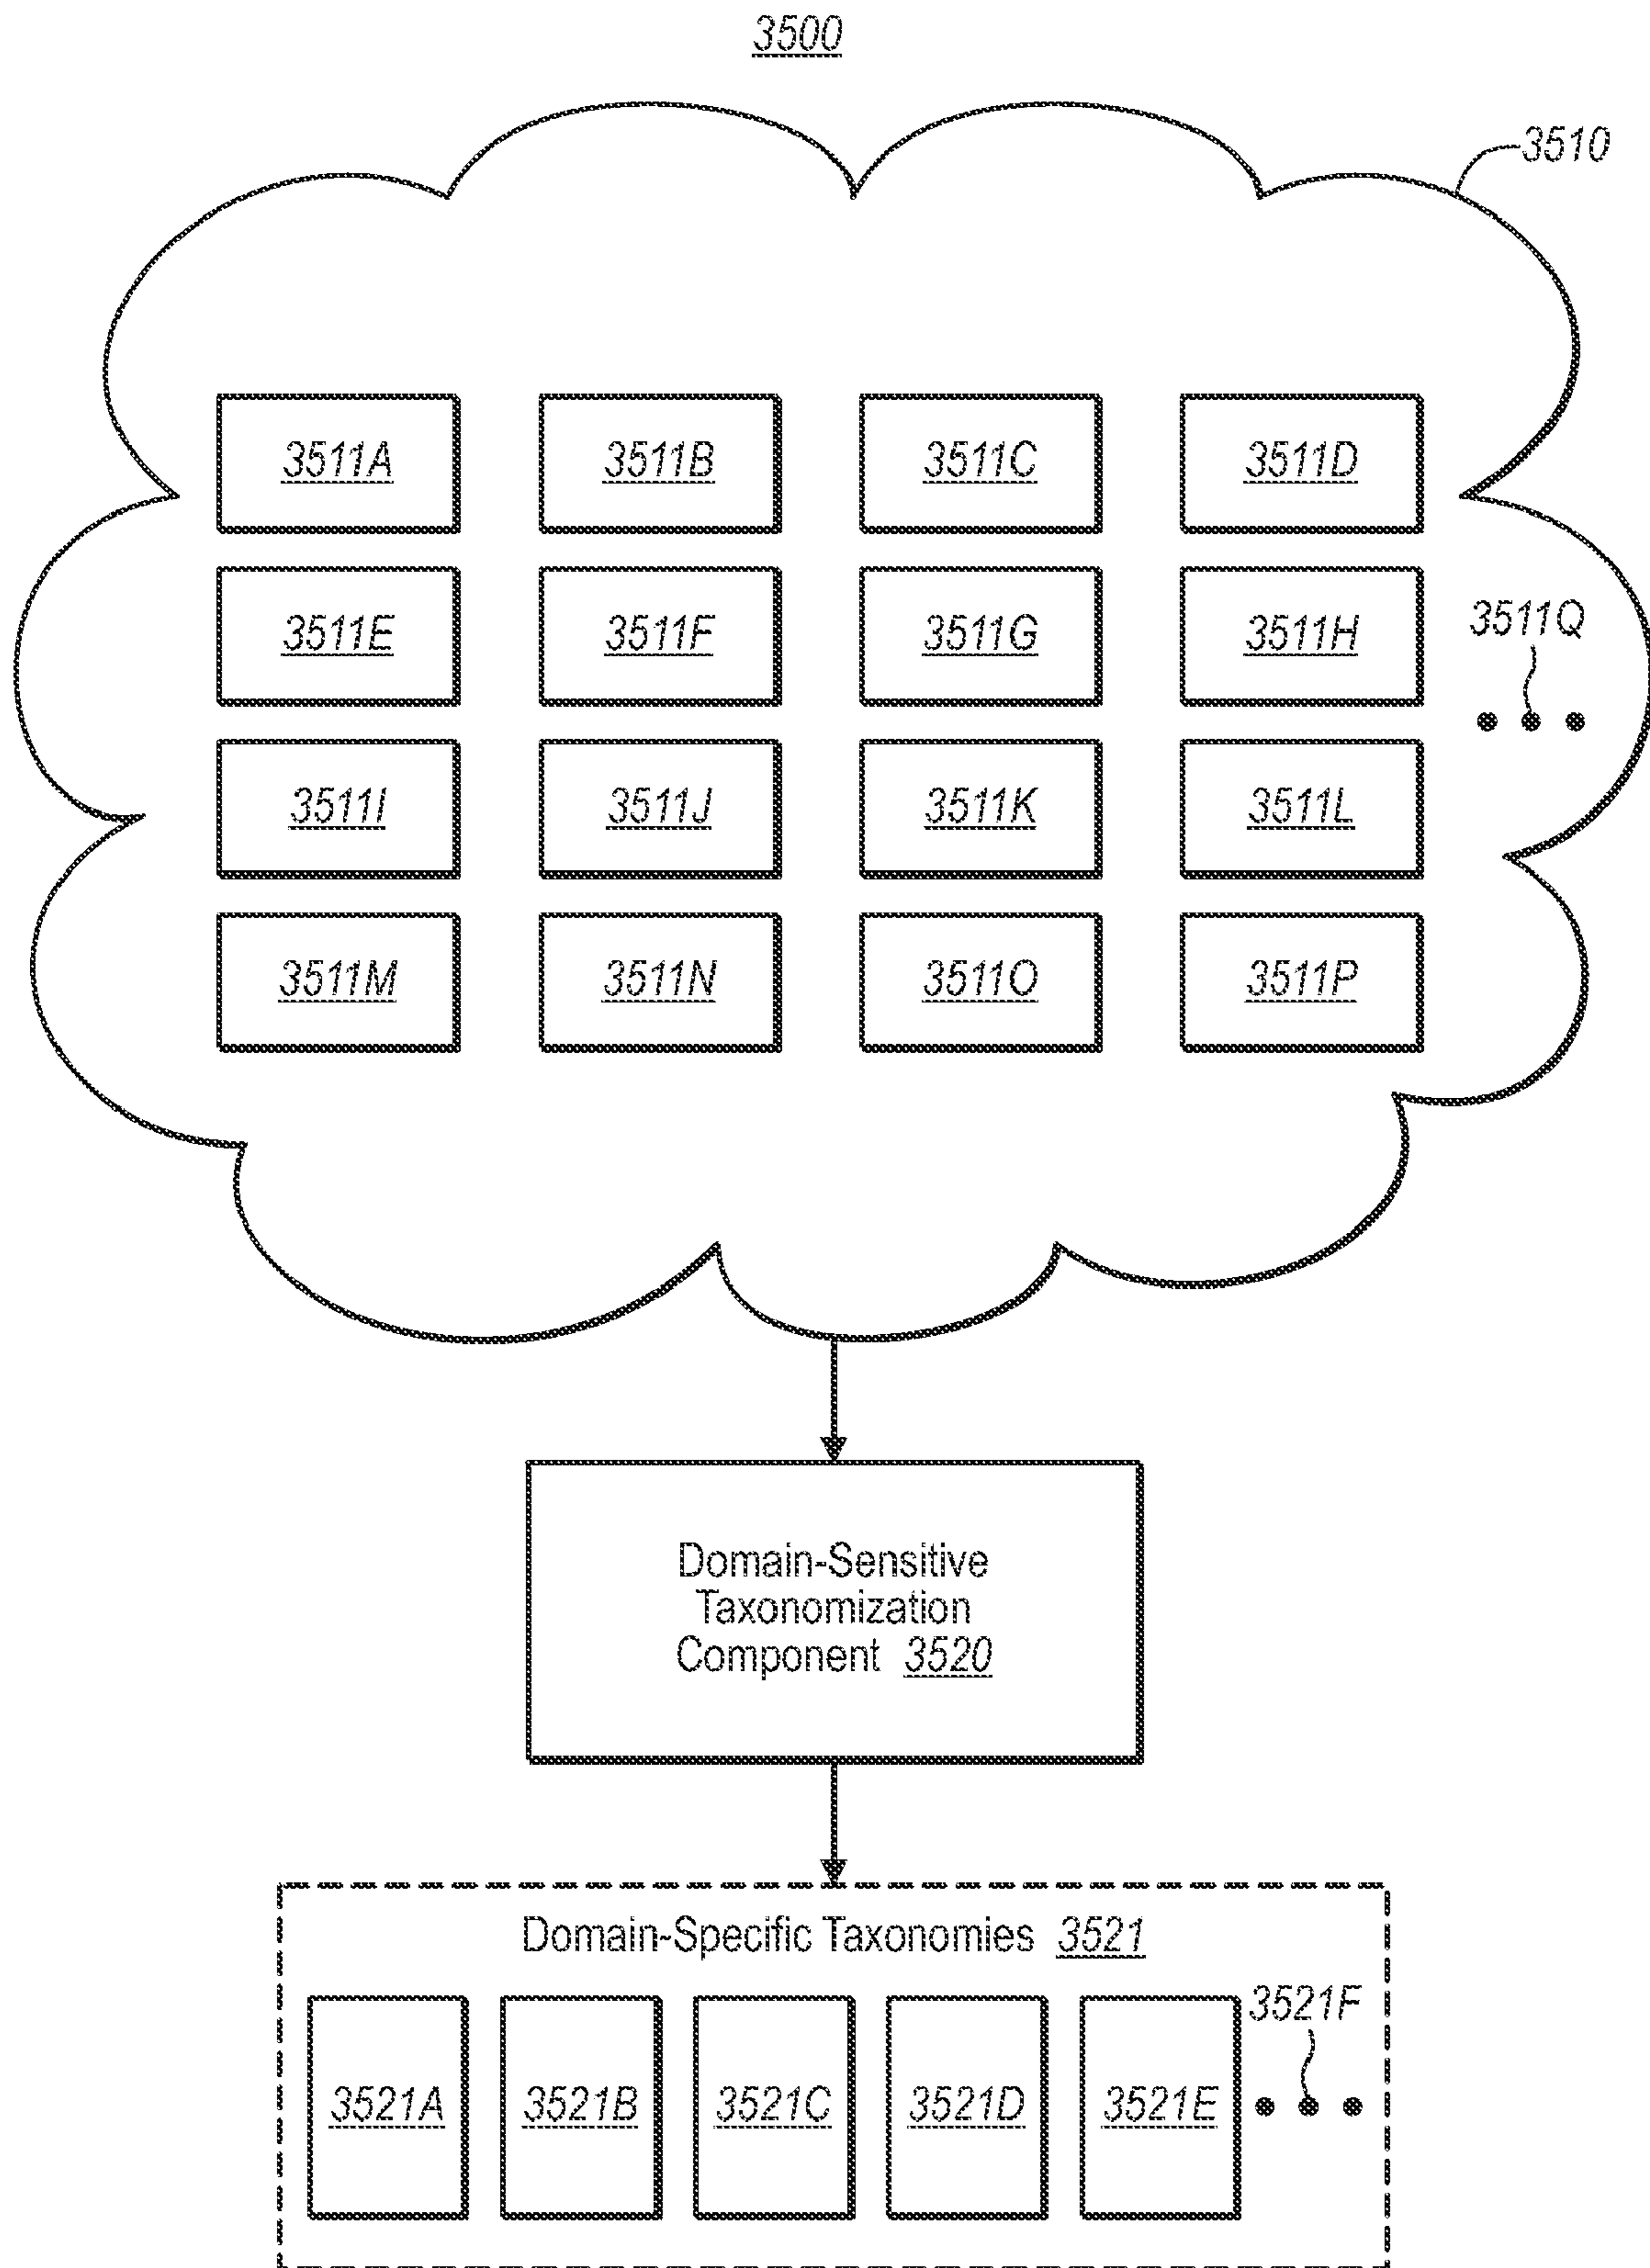 3500
3510
3511A 3511B 3511C 3511D
3511E 3511F 3511G 3511H
3511Q
3511I 3511J 3511K 3511L
3511M 3511N 3511O 3511P
Domain-Sensitive
Taxonomization
Component 3520
Domain-Specific Taxonomies 3521
3521F
3521A 3521B 3521C 3521D 3521E